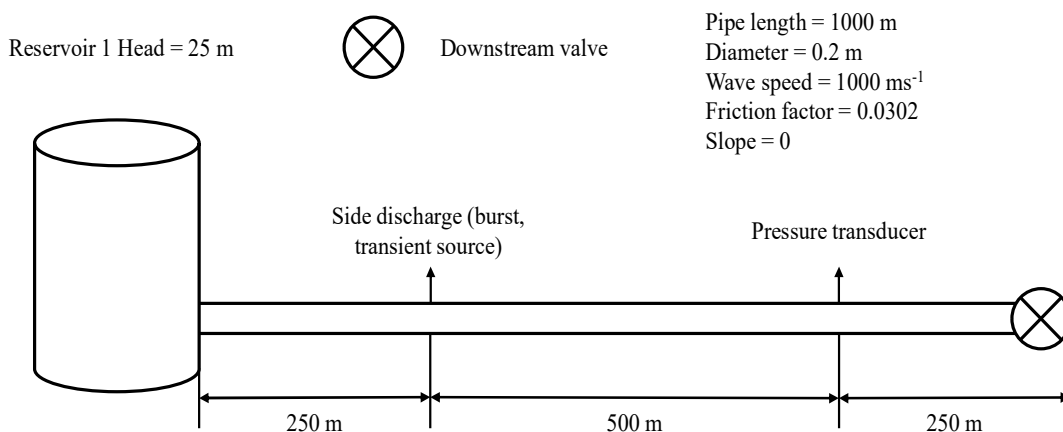 Reservoir 1 Head = 25 m
Downstream valve
Pipe length = 1000 m
Diameter = 0.2 m
Wave speed = 1000 ms⁻¹
Friction factor = 0.0302
Slope = 0
Side discharge (burst,
transient source)
Pressure transducer
250 m
500 m
250 m